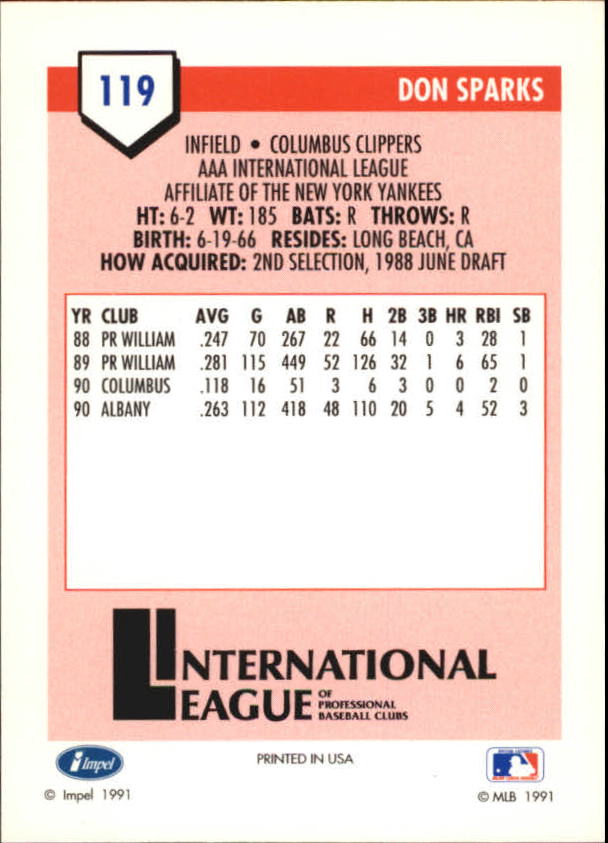 119
DON SPARKS
INFIELD • COLUMBUS CLIPPERS
AAA INTERNATIONAL LEAGUE
AFFILIATE OF THE NEW YORK YANKEES
HT: 6-2 WT: 185 BATS: R THROWS: R
BIRTH: 6-19-66 RESIDES: LONG BEACH, CA
HOW ACQUIRED: 2ND SELECTION, 1988 JUNE DRAFT
YR CLUB AVG G AB R H 2B 3B HR RBI SB
88 PR WILLIAM .247 70 267 22 66 14 0 3 28 1
89 PR WILLIAM .281 115 449 52 126 32 1 6 65 1
90 COLUMBUS .118 16 51 3 6 3 0 0 2 0
90 ALBANY .263 112 418 48 110 20 5 4 52 3
INTERNATIONAL
LEAGUE OF PROFESSIONAL BASEBALL CLUBS
Impel
PRINTED IN USA
© Impel 1991
© MLB 1991